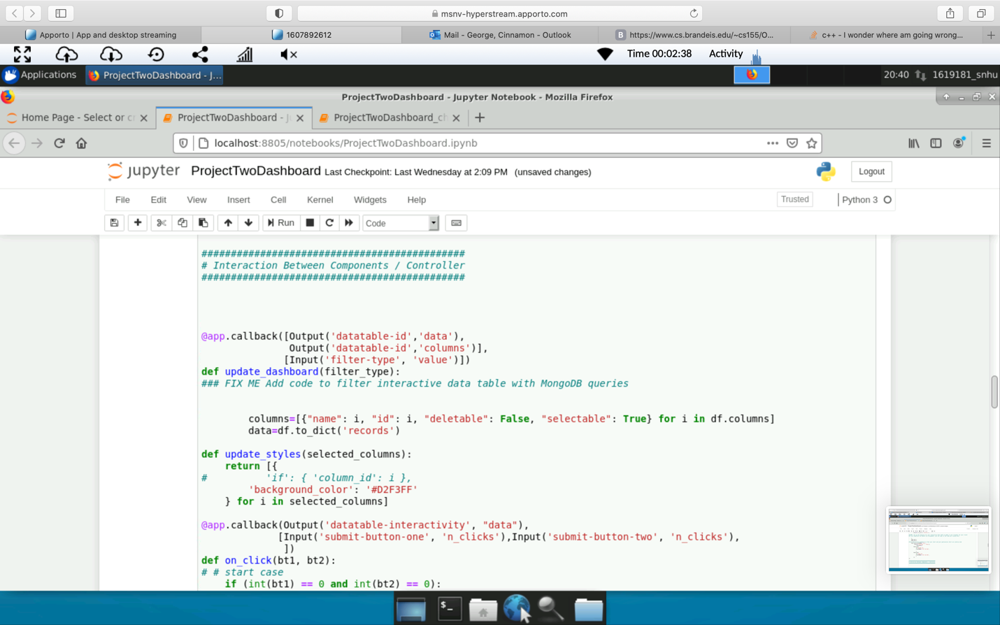 msnv-hyperstream.apporto.com
Apporto | App and desktop streaming
1607892612
Mail - George, Cinnamon - Outlook
B https://www.cs.brandeis.edu/~cs155/O...
c++ - I wonder where am going wrong...
Time 00:02:38 Activity
Applications ProjectTwoDashboard - J... 20:40 1619181_snhu
ProjectTwoDashboard - Jupyter Notebook - Mozilla Firefox
Home Page - Select or c
ProjectTwoDashboard -
ProjectTwoDashboard_c
localhost:8805/notebooks/ProjectTwoDashboard.ipynb
jupyter ProjectTwoDashboard Last Checkpoint: Last Wednesday at 2:09 PM (unsaved changes) Logout
File Edit View Insert Cell Kernel Widgets Help Trusted Python 3
Run Code
#############################################
# Interaction Between Components / Controller
#############################################
@app.callback([Output('datatable-id','data'),
Output('datatable-id','columns')],
[Input('filter-type', 'value')])
def update_dashboard(filter_type):
### FIX ME Add code to filter interactive data table with MongoDB queries
columns=[{"name": i, "id": i, "deletable": False, "selectable": True} for i in df.columns]
data=df.to_dict('records')
def update_styles(selected_columns):
return [{
# 'if': { 'column_id': i },
'background_color': '#D2F3FF'
} for i in selected_columns]
@app.callback(Output('datatable-interactivity', "data"),
[Input('submit-button-one', 'n_clicks'),Input('submit-button-two', 'n_clicks'),
])
def on_click(bt1, bt2):
# # start case
if (int(bt1) == 0 and int(bt2) == 0):
$_